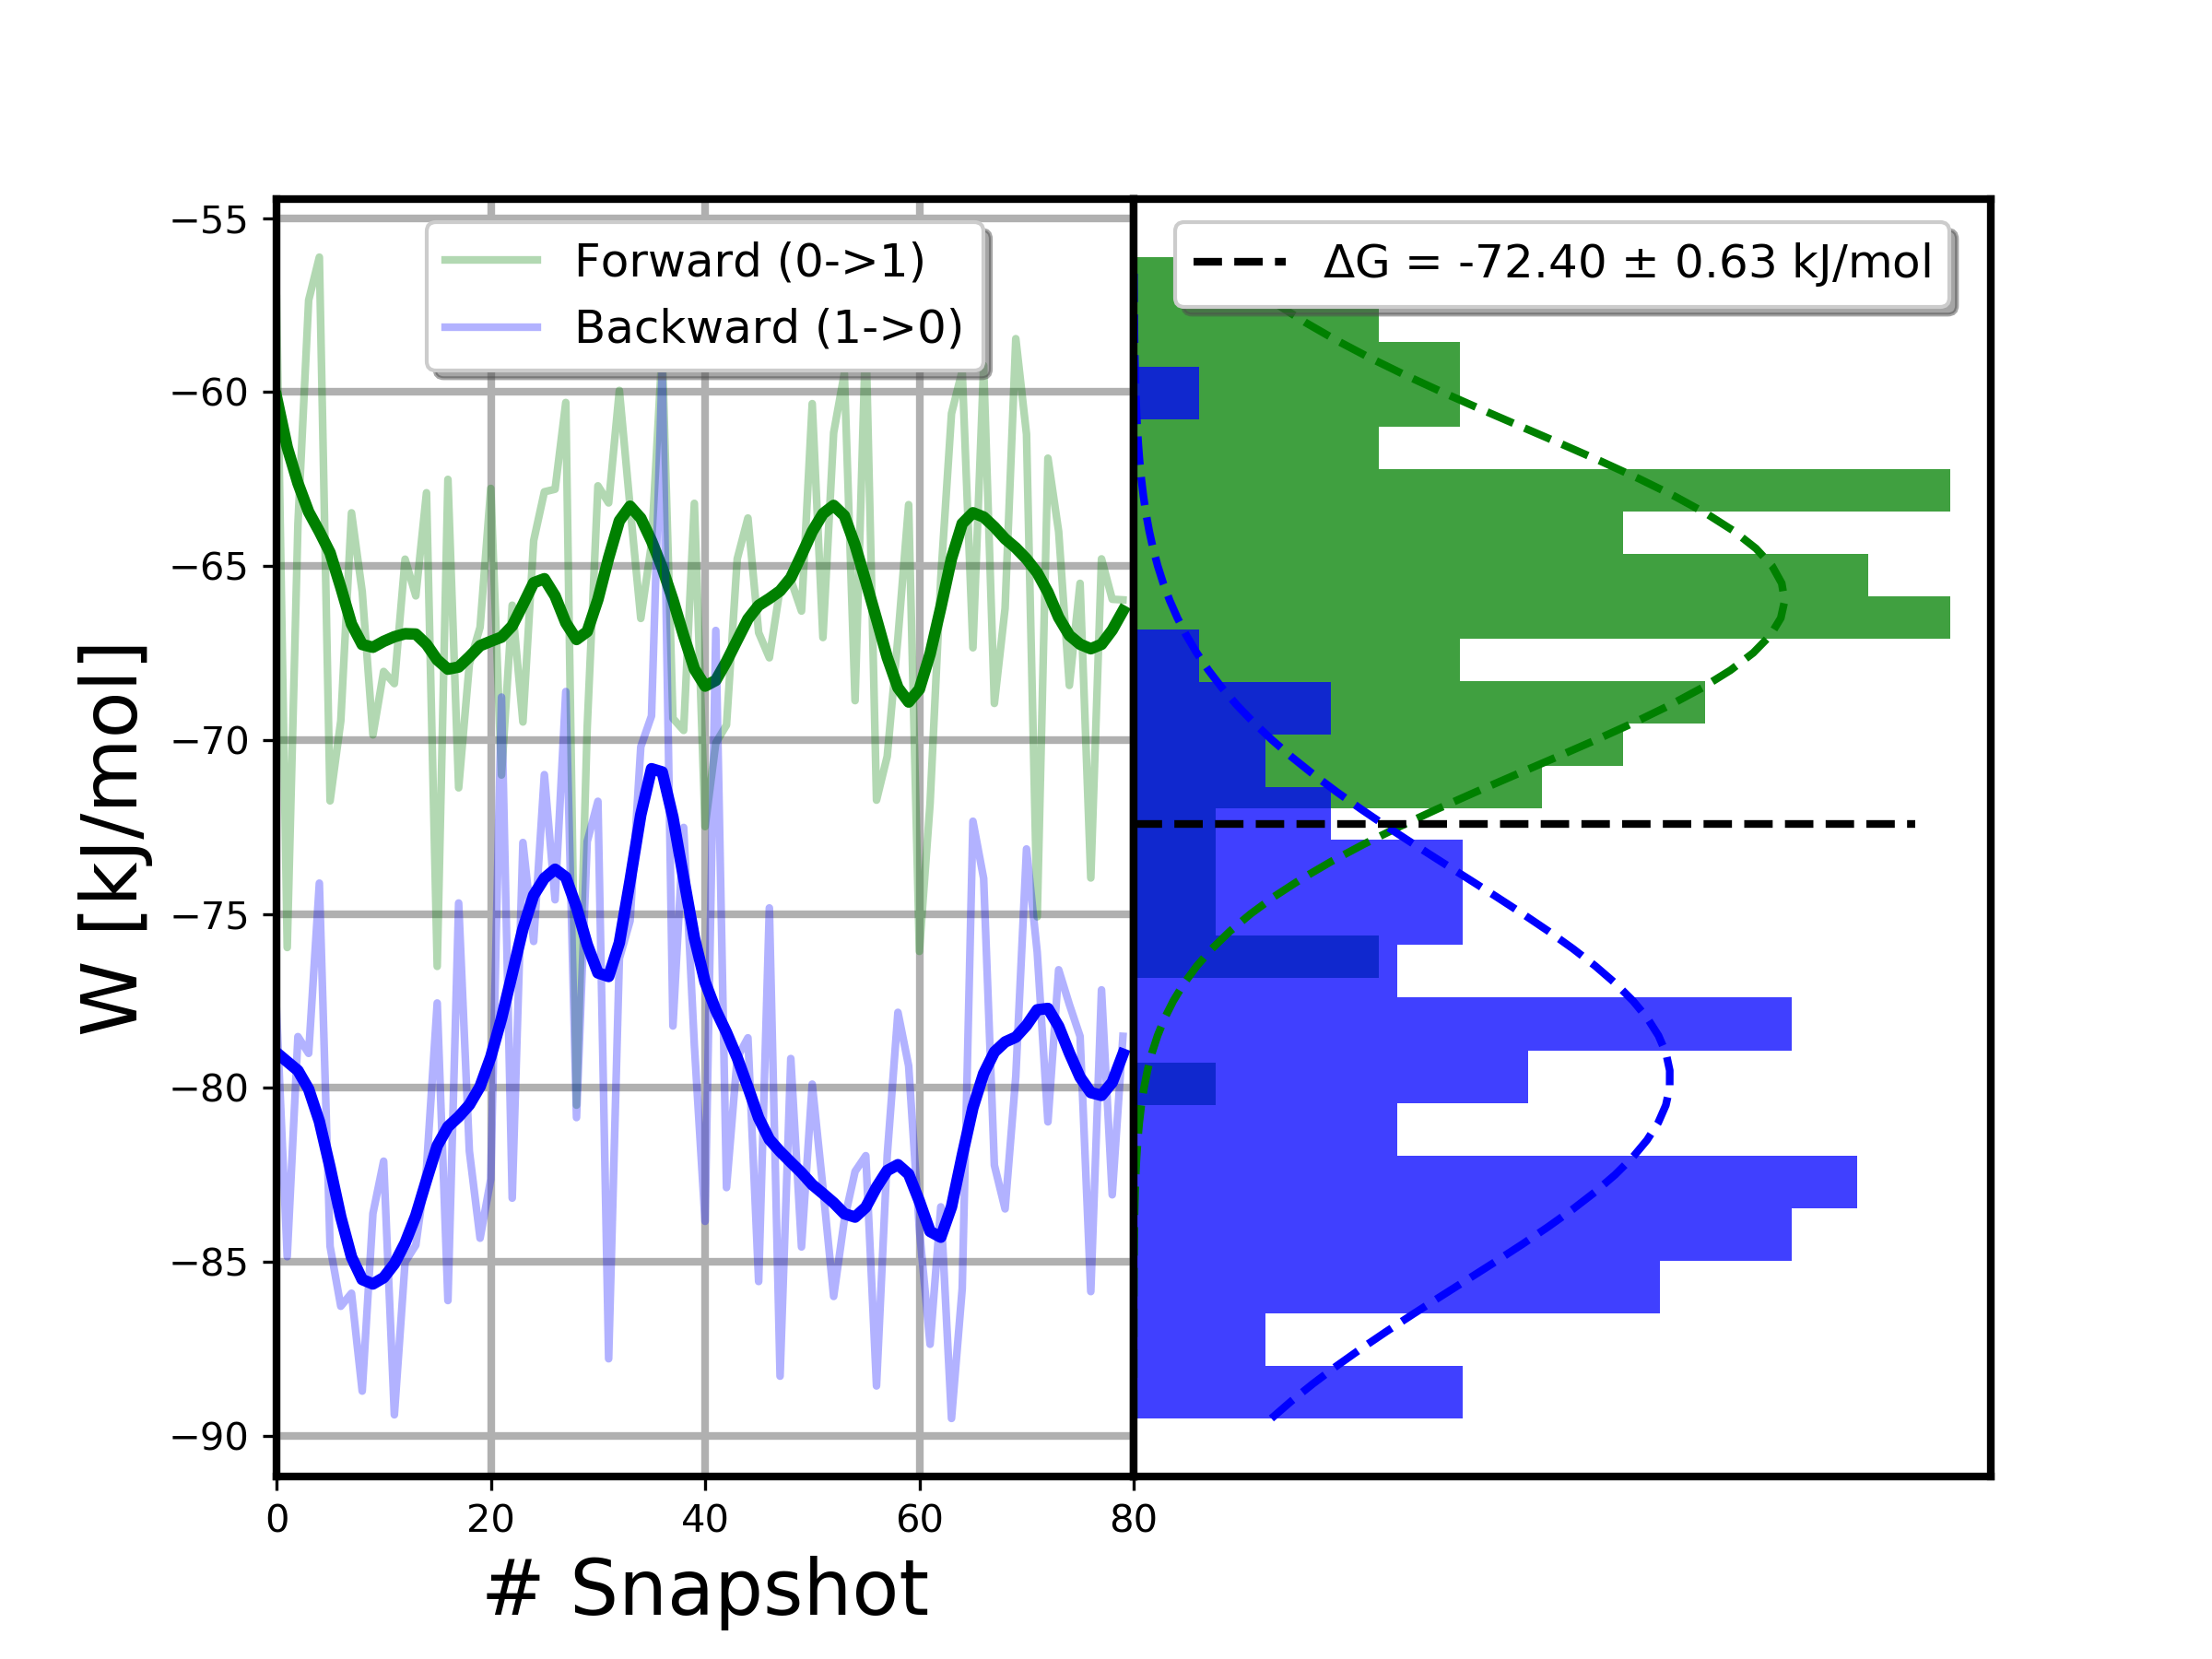 −55
−60
−65
−70
−75
−80
−85
−90
W [kJ/mol]
Forward (0->1)
Backward (1->0)
ΔG = -72.40 ± 0.63 kJ/mol
0
20
40
60
80
# Snapshot